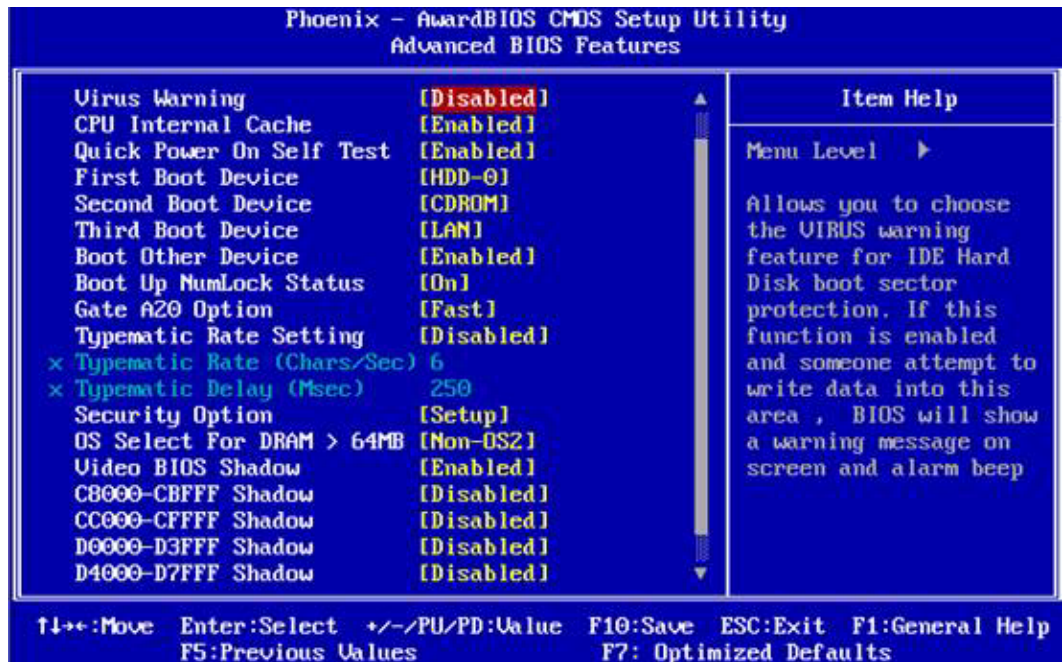 Phoenix - AwardBIOS CMOS Setup Utility
Advanced BIOS Features
Virus Warning [Disabled]
CPU Internal Cache [Enabled]
Quick Power On Self Test [Enabled]
First Boot Device [HDD-0]
Second Boot Device [CDROM]
Third Boot Device [LAN]
Boot Other Device [Enabled]
Boot Up NumLock Status [On]
Gate A20 Option [Fast]
Typematic Rate Setting [Disabled]
x Typematic Rate (Chars/Sec) 6
x Typematic Delay (Msec) 250
Security Option [Setup]
OS Select For DRAM > 64MB [Non-OS2]
Video BIOS Shadow [Enabled]
C8000-CBFFF Shadow [Disabled]
CC000-CFFFF Shadow [Disabled]
D0000-D3FFF Shadow [Disabled]
D4000-D7FFF Shadow [Disabled]
Item Help
Menu Level ▶
Allows you to choose
the VIRUS warning
feature for IDE Hard
Disk boot sector
protection. If this
function is enabled
and someone attempt to
write data into this
area , BIOS will show
a warning message on
screen and alarm beep
↑↓→←:Move Enter:Select +/-/PU/PD:Value F10:Save ESC:Exit F1:General Help
F5:Previous Values F7: Optimized Defaults